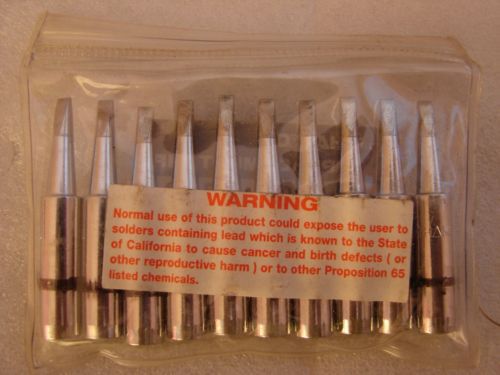 WARNING
Normal use of this product could expose the user to
solders containing lead which is known to the State
of California to cause cancer and birth defects ( or
other reproductive harm ) or to other Proposition 65
listed chemicals.